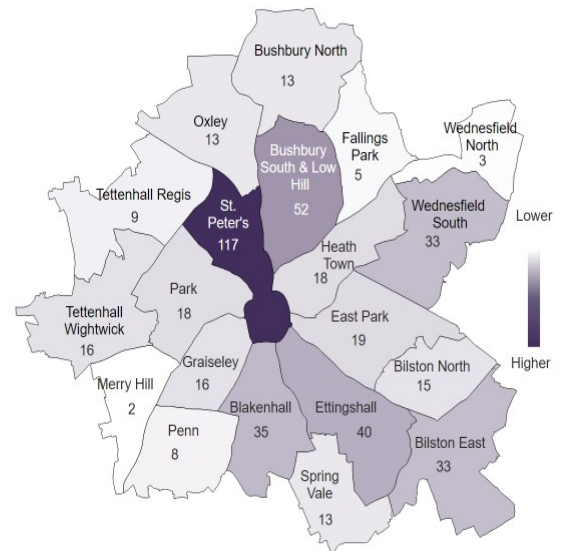 Bushbury North
13
Oxley
13
Bushbury
South & Low
Hill
52
Fallings
Park
5
Wednesfield
North
3
Tettenhall Regis
9
St.
Peter's
117
Wednesfield
South
33
Lower
Heath
Town
18
Park
18
Tettenhall
Wightwick
16
East Park
19
Higher
Graiseley
16
Bilston North
15
Merry Hill
2
Blakenhall
35
Ettingshall
40
Penn
8
Bilston East
33
Spring
Vale
13